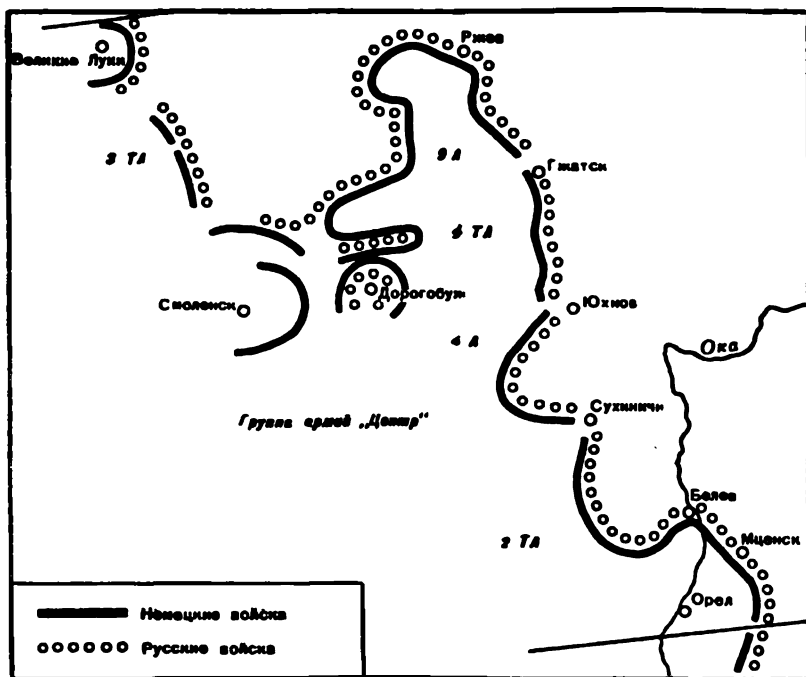 Ржев
Великие Луки
3 ТА
9 А
Гжатск
4 ТА
Смоленск
Дорогобуж
Юхнов
Ока
4 А
Группа армий „Центр“
Сухиничи
Белев
2 ТА
Мценск
Орел
Немецкие войска
Русские войска